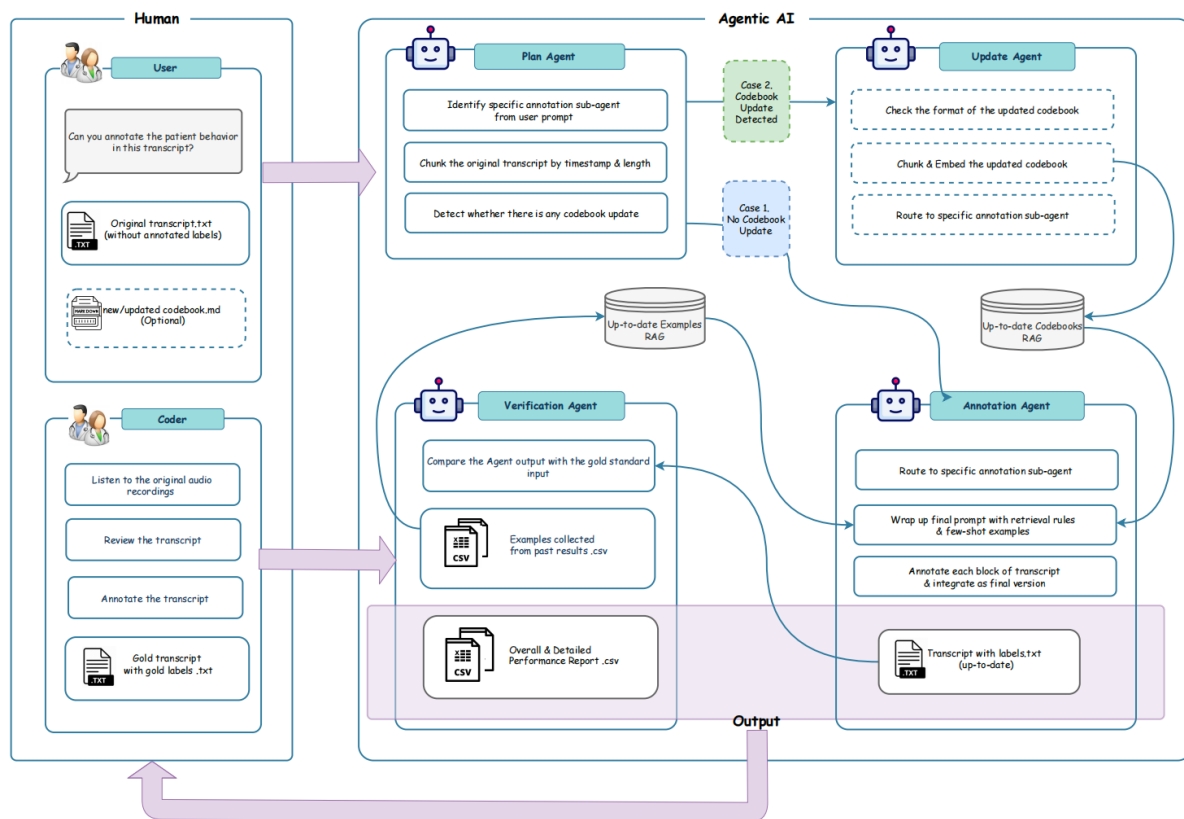 Human
User
Can you annotate the patient behavior
in this transcript?
Original transcript.txt
(without annotated labels)
.TXT
MARKDOWN
new/updated codebook.md
(Optional)
Coder
Listen to the original audio
recordings
Review the transcript
Annotate the transcript
Gold transcript
with gold labels .txt
.TXT
Agentic AI
Plan Agent
Identify specific annotation sub-agent
from user prompt
Chunk the original transcript by timestamp & length
Detect whether there is any codebook update
Case 2.
Codebook
Update
Detected
Case 1.
No Codebook
Update
Update Agent
Check the format of the updated codebook
Chunk & Embed the updated codebook
Route to specific annotation sub-agent
Up-to-date Examples
RAG
Up-to-date Codebooks
RAG
Verification Agent
Compare the Agent output with the gold standard
input
CSV
Examples collected
from past results .csv
CSV
Overall & Detailed
Performance Report .csv
Annotation Agent
Route to specific annotation sub-agent
Wrap up final prompt with retrieval rules
& few-shot examples
Annotate each block of transcript
& integrate as final version
.TXT
Transcript with labels.txt
(up-to-date)
Output